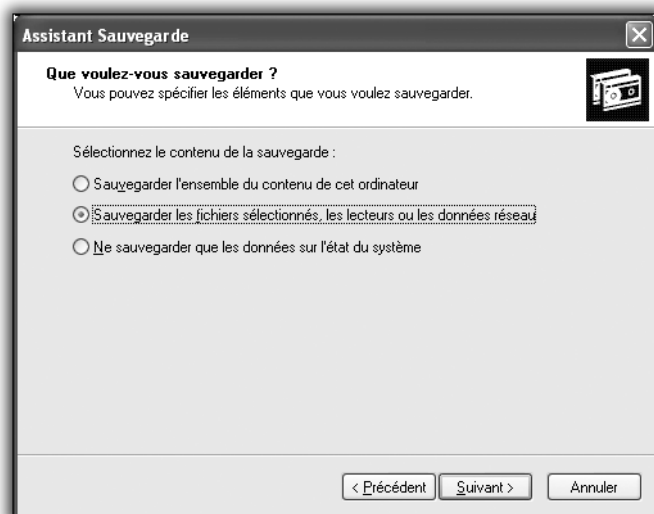 Assistant Sauvegarde
Que voulez-vous sauvegarder ?
Vous pouvez spécifier les éléments que vous voulez sauvegarder.
Sélectionnez le contenu de la sauvegarde :
Sauvegarder l'ensemble du contenu de cet ordinateur
Sauvegarder les fichiers sélectionnés, les lecteurs ou les données réseau
Ne sauvegarder que les données sur l'état du système
< Précédent Suivant > Annuler